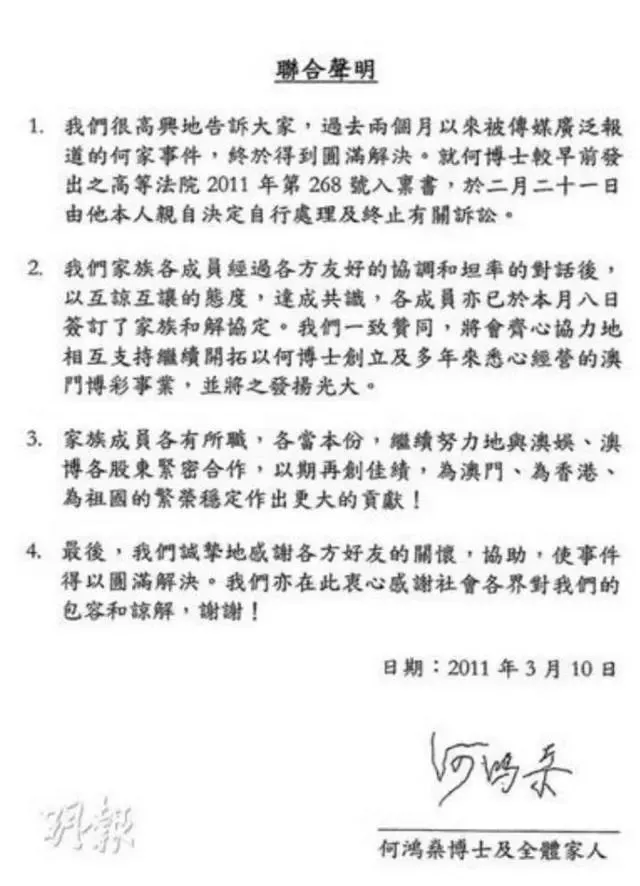 聯合聲明
1. 我們很高興地告訴大家，過去兩個月以來被傳媒廣泛報
道的何家事件，終於得到圓滿解決。就何博士較早前發
出之高等法院 2011 年第 268 號入稟書，於二月二十一日
由他本人親自決定自行處理及終止有關訴訟。
2. 我們家族各成員經過各方友好的協調和坦率的對話後，
以互諒互讓的態度，達成共識，各成員亦已於本月八日
簽訂了家族和解協定。我們一致贊同，將會齊心協力地
相互支持繼續開拓以何博士創立及多年來悉心經營的澳
門博彩事業，並將之發揚光大。
3. 家族成員各有所職，各當本份，繼續努力地與澳娛、澳
博各股東緊密合作，以期再創佳績，為澳門、為香港、
為祖國的繁榮穩定作出更大的貢獻！
4. 最後，我們誠摯地感謝各方好友的關懷，協助，使事件
得以圓滿解決。我們亦在此衷心感謝社會各界對我們的
包容和諒解，謝謝！
日期：2011 年 3 月 10 日
何鴻燊
何鴻燊博士及全體家人
明報